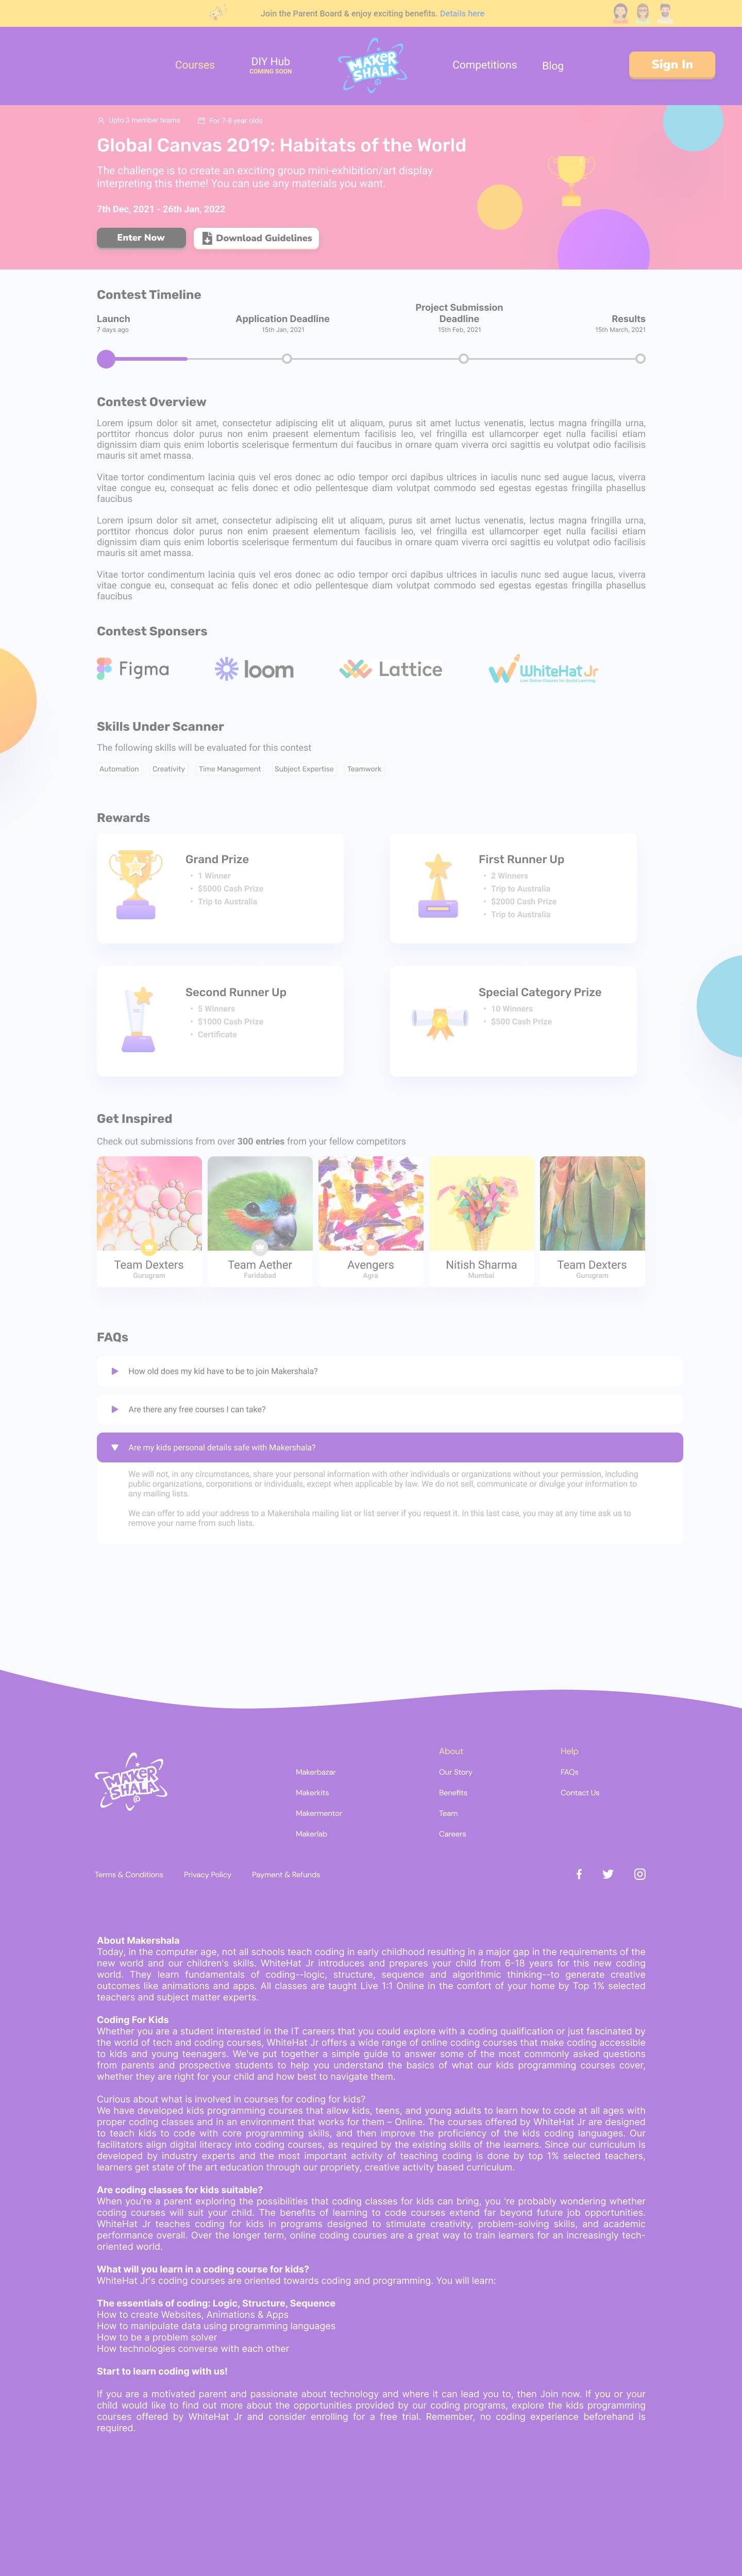 Join the Parent Board & enjoy exciting benefits. Details here
Courses
DIY Hub
COMING SOON
MAKER
SHALA
Competitions
Blog
Sign In
Upto 3 member teams
For 7-8 year olds
Global Canvas 2019: Habitats of the World
The challenge is to create an exciting group mini-exhibition/art display
interpreting this theme! You can use any materials you want.
7th Dec, 2021 - 26th Jan, 2022
Enter Now
Download Guidelines
Contest Timeline
Launch
7 days ago
Application Deadline
15th Jan, 2021
Project Submission
Deadline
15th Feb, 2021
Results
15th March, 2021
Contest Overview
Lorem ipsum dolor sit amet, consectetur adipiscing elit ut aliquam, purus sit amet luctus venenatis, lectus magna fringilla urna,
porttitor rhoncus dolor purus non enim praesent elementum facilisis leo, vel fringilla est ullamcorper eget nulla facilisi etiam
dignissim diam quis enim lobortis scelerisque fermentum dui faucibus in ornare quam viverra orci sagittis eu volutpat odio facilisis
mauris sit amet massa.
Vitae tortor condimentum lacinia quis vel eros donec ac odio tempor orci dapibus ultrices in iaculis nunc sed augue lacus, viverra
vitae congue eu, consequat ac felis donec et odio pellentesque diam volutpat commodo sed egestas egestas fringilla phasellus
faucibus
Lorem ipsum dolor sit amet, consectetur adipiscing elit ut aliquam, purus sit amet luctus venenatis, lectus magna fringilla urna,
porttitor rhoncus dolor purus non enim praesent elementum facilisis leo, vel fringilla est ullamcorper eget nulla facilisi etiam
dignissim diam quis enim lobortis scelerisque fermentum dui faucibus in ornare quam viverra orci sagittis eu volutpat odio facilisis
mauris sit amet massa.
Vitae tortor condimentum lacinia quis vel eros donec ac odio tempor orci dapibus ultrices in iaculis nunc sed augue lacus, viverra
vitae congue eu, consequat ac felis donec et odio pellentesque diam volutpat commodo sed egestas egestas fringilla phasellus
faucibus
Contest Sponsers
Figma
loom
Lattice
WhiteHat Jr
Live Online Classes for Joyful Learning
Skills Under Scanner
The following skills will be evaluated for this contest
Automation
Creativity
Time Management
Subject Expertise
Teamwork
Rewards
Grand Prize
• 1 Winner
• $5000 Cash Prize
• Trip to Australia
First Runner Up
• 2 Winners
• Trip to Australia
• $2000 Cash Prize
• Trip to Australia
Second Runner Up
• 5 Winners
• $1000 Cash Prize
• Certificate
Special Category Prize
• 10 Winners
• $500 Cash Prize
Get Inspired
Check out submissions from over 300 entries from your fellow competitors
Team Dexters
Gurugram
Team Aether
Faridabad
Avengers
Agra
Nitish Sharma
Mumbai
Team Dexters
Gurugram
FAQs
How old does my kid have to be to join Makershala?
Are there any free courses I can take?
Are my kids personal details safe with Makershala?
We will not, in any circumstances, share your personal information with other individuals or organizations without your permission, including
public organizations, corporations or individuals, except when applicable by law. We do not sell, communicate or divulge your information to
any mailing lists.
We can offer to add your address to a Makershala mailing list or list server if you request it. In this last case, you may at any time ask us to
remove your name from such lists.
MAKER
SHALA
Makerbazar
Makerkits
Makermentor
Makerlab
About
Our Story
Benefits
Team
Careers
Help
FAQs
Contact Us
Terms & Conditions
Privacy Policy
Payment & Refunds
About Makershala
Today, in the computer age, not all schools teach coding in early childhood resulting in a major gap in the requirements of the
new world and our children's skills. WhiteHat Jr introduces and prepares your child from 6-18 years for this new coding
world. They learn fundamentals of coding--logic, structure, sequence and algorithmic thinking--to generate creative
outcomes like animations and apps. All classes are taught Live 1:1 Online in the comfort of your home by Top 1% selected
teachers and subject matter experts.
Coding For Kids
Whether you are a student interested in the IT careers that you could explore with a coding qualification or just fascinated by
the world of tech and coding courses, WhiteHat Jr offers a wide range of online coding courses that make coding accessible
to kids and young teenagers. We've put together a simple guide to answer some of the most commonly asked questions
from parents and prospective students to help you understand the basics of what our kids programming courses cover,
whether they are right for your child and how best to navigate them.
Curious about what is involved in courses for coding for kids?
We have developed kids programming courses that allow kids, teens, and young adults to learn how to code at all ages with
proper coding classes and in an environment that works for them – Online. The courses offered by WhiteHat Jr are designed
to teach kids to code with core programming skills, and then improve the proficiency of the kids coding languages. Our
facilitators align digital literacy into coding courses, as required by the existing skills of the learners. Since our curriculum is
developed by industry experts and the most important activity of teaching coding is done by top 1% selected teachers,
learners get state of the art education through our propriety, creative activity based curriculum.
Are coding classes for kids suitable?
When you're a parent exploring the possibilities that coding classes for kids can bring, you 're probably wondering whether
coding courses will suit your child. The benefits of learning to code courses extend far beyond future job opportunities.
WhiteHat Jr teaches coding for kids in programs designed to stimulate creativity, problem-solving skills, and academic
performance overall. Over the longer term, online coding courses are a great way to train learners for an increasingly tech-
oriented world.
What will you learn in a coding course for kids?
WhiteHat Jr's coding courses are oriented towards coding and programming. You will learn:
The essentials of coding: Logic, Structure, Sequence
How to create Websites, Animations & Apps
How to manipulate data using programming languages
How to be a problem solver
How technologies converse with each other
Start to learn coding with us!
If you are a motivated parent and passionate about technology and where it can lead you to, then Join now. If you or your
child would like to find out more about the opportunities provided by our coding programs, explore the kids programming
courses offered by WhiteHat Jr and consider enrolling for a free trial. Remember, no coding experience beforehand is
required.